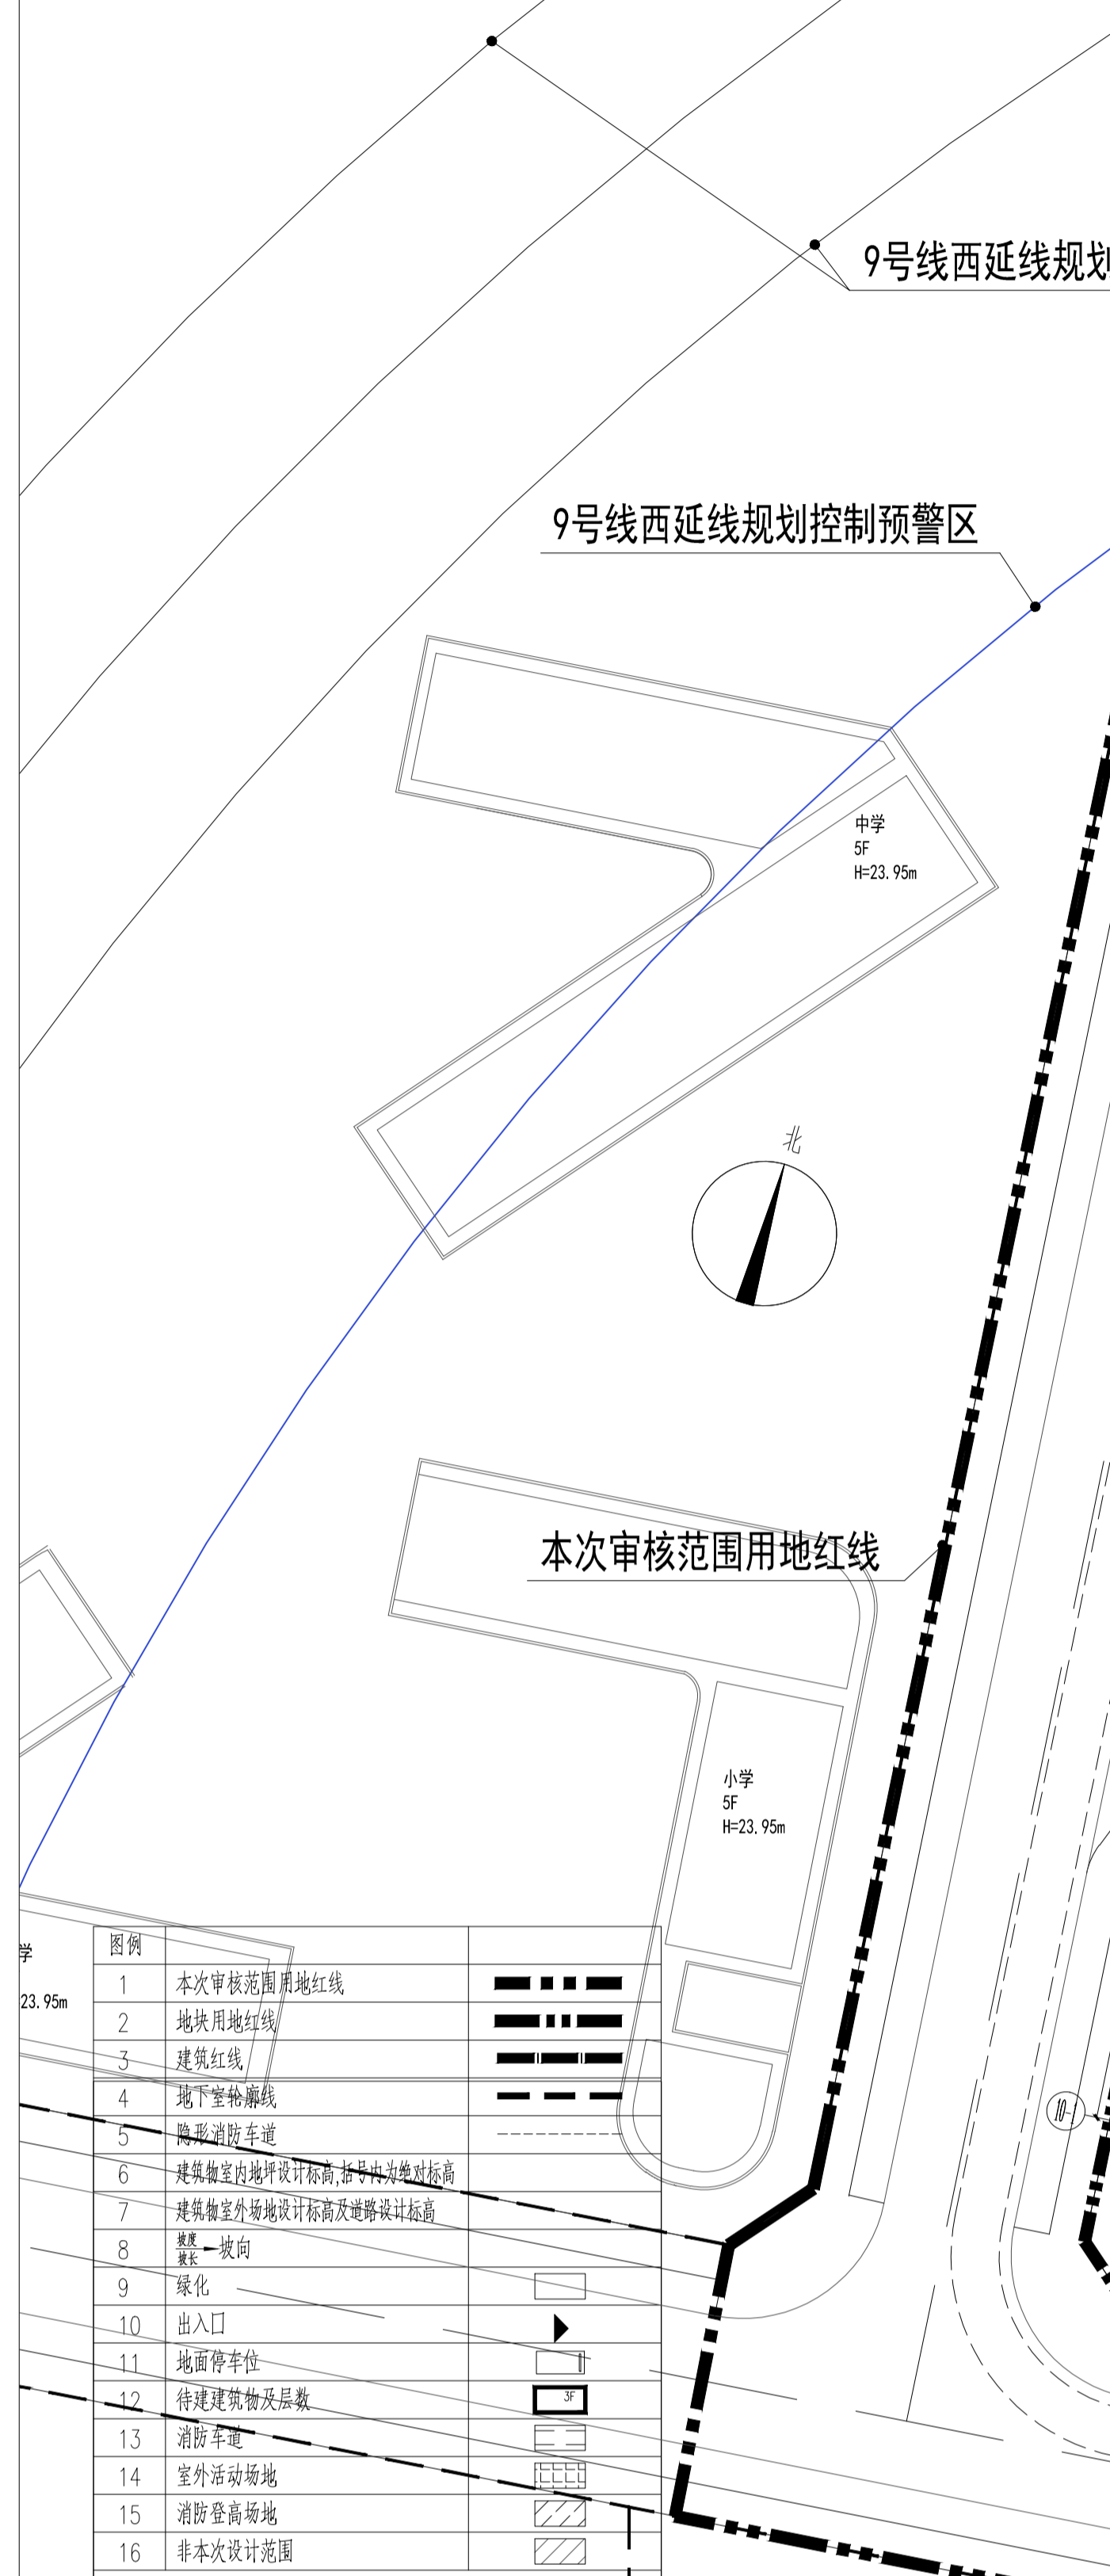 9号线西延线规划
9号线西延线规划控制预警区
中学
5F
H=23.95m
北
本次审核范围用地红线
小学
5F
H=23.95m
学
23.95m
图例
1 本次审核范围用地红线
2 地块用地红线
3 建筑红线
4 地下室轮廓线
5 隐形消防车道
6 建筑物室内地坪设计标高,括号内为绝对标高
7 建筑物室外场地设计标高及道路设计标高
8 坡度 坡向
坡长
9 绿化
10 出入口
11 地面停车位
12 待建建筑物及层数 3F
13 消防车道
14 室外活动场地
15 消防登高场地
16 非本次设计范围
10-1